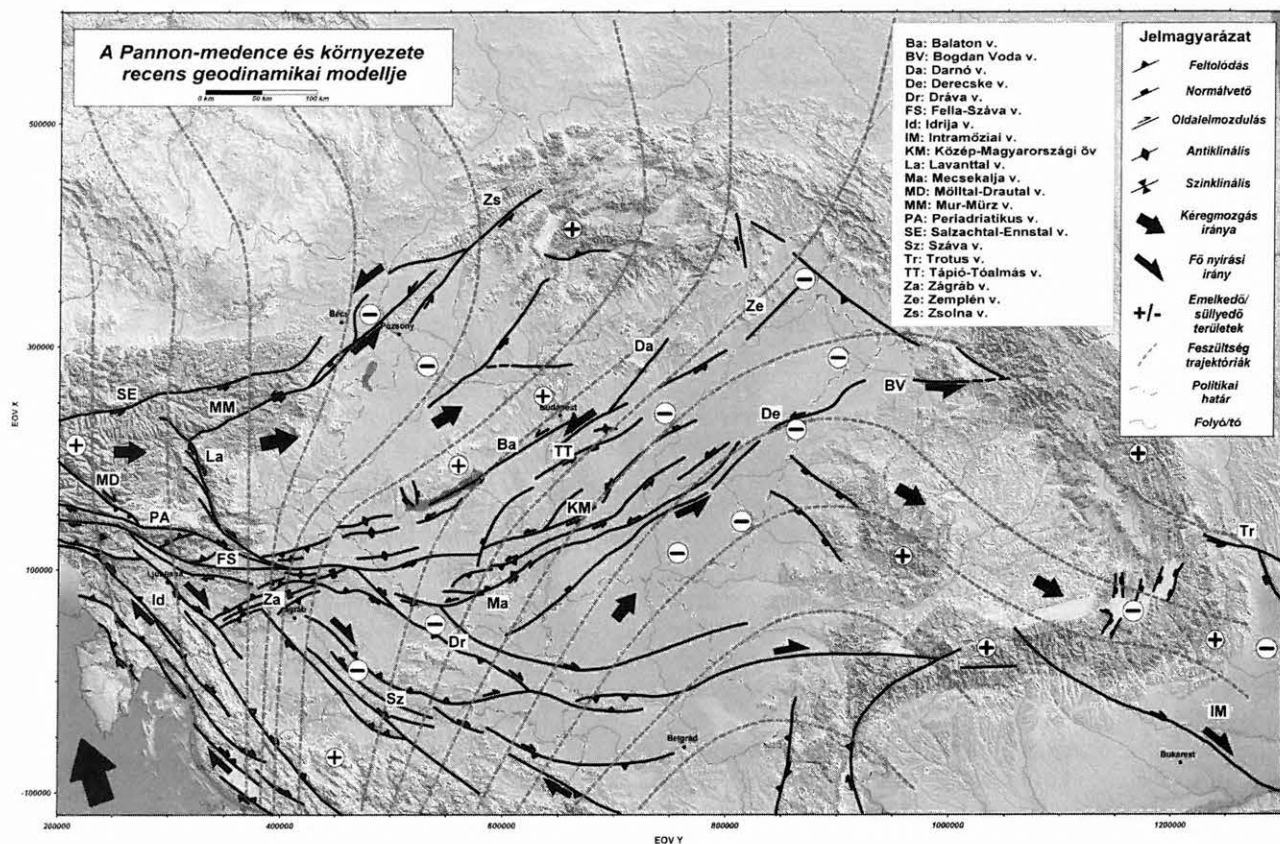 A Pannon-medence és környezete
recens geodinamikai modellje
0 km 50 km 100 km
Ba: Balaton v.
BV: Bogdan Voda v.
Da: Darnó v.
De: Derecske v.
Dr: Dráva v.
FS: Fella-Száva v.
Id: Idrija v.
IM: Intramőziai v.
KM: Közép-Magyarországi öv
La: Lavanttal v.
Ma: Mecsekalja v.
MD: Mölltal-Drautal v.
MM: Mur-Mürz v.
PA: Periadriatikus v.
SE: Salzachtal-Ennstal v.
Sz: Száva v.
Tr: Trotus v.
TT: Tápió-Tóalmás v.
Za: Zágráb v.
Ze: Zemplén v.
Zs: Zsolna v.
Jelmagyarázat
Feltolódás
Normálvető
Oldalelmozdulás
Antiklinális
Szinklinális
Kéregmozgás
iránya
Fő nyírási
irány
+/-
Emelkedő/
süllyedő
területek
Feszültség
trajektóriák
Politikai
határ
Folyó/tó
500000
300000
100000
-100000
EOV X
200000
400000
600000
800000
1000000
1200000
EOV Y
Zs
+
Bécs
Pozsony
-
-
-
Ze
Da
-
SE
MM
BV
+
Budapest
-
De
-
+
La
Ba
TT
+
+
MD
KM
PA
-
-
Tr
FS
+
Ljubljana
Id
Za
Zágráb
Ma
-
-
Dr
+
+
-
-
Sz
IM
+
Belgrád
Bukarest